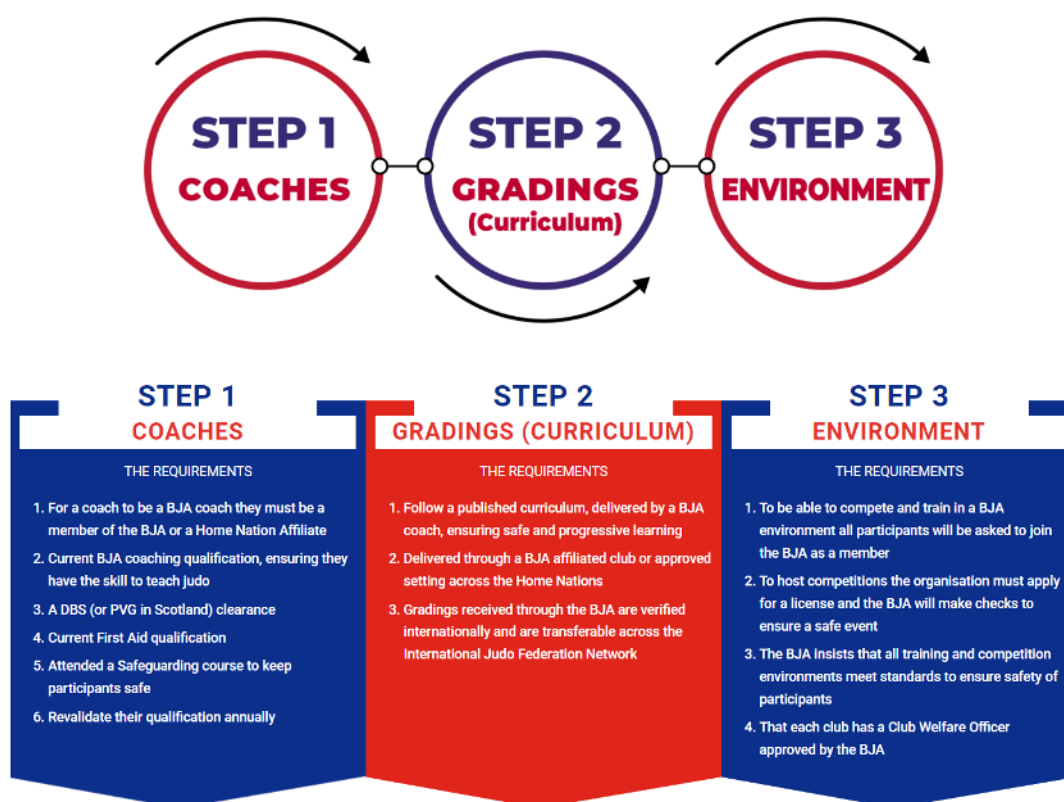 STEP 1
COACHES
STEP 2
GRADINGS
(Curriculum)
STEP 3
ENVIRONMENT
STEP 1
COACHES
THE REQUIREMENTS
1. For a coach to be a BJA coach they must be a
member of the BJA or a Home Nation Affiliate
2. Current BJA coaching qualification, ensuring they
have the skill to teach judo
3. A DBS (or PVG in Scotland) clearance
4. Current First Aid qualification
5. Attended a Safeguarding course to keep
participants safe
6. Revalidate their qualification annually
STEP 2
GRADINGS (CURRICULUM)
THE REQUIREMENTS
1. Follow a published curriculum, delivered by a BJA
coach, ensuring safe and progressive learning
2. Delivered through a BJA affiliated club or approved
setting across the Home Nations
3. Gradings received through the BJA are verified
internationally and are transferable across the
International Judo Federation Network
STEP 3
ENVIRONMENT
THE REQUIREMENTS
1. To be able to compete and train in a BJA
environment all participants will be asked to join
the BJA as a member
2. To host competitions the organisation must apply
for a license and the BJA will make checks to
ensure a safe event
3. The BJA insists that all training and competition
environments meet standards to ensure safety of
participants
4. That each club has a Club Welfare Officer
approved by the BJA